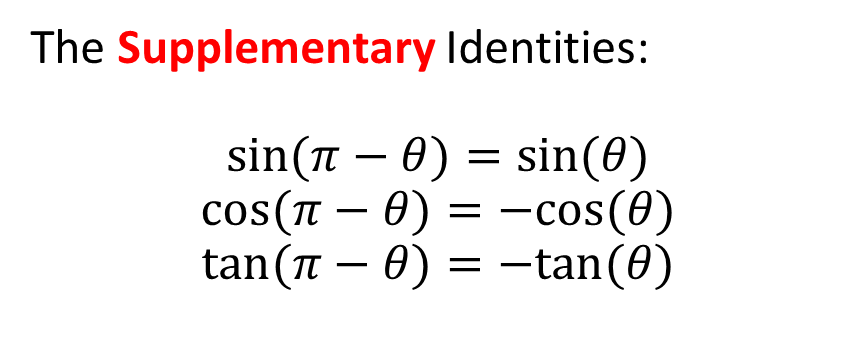 The Supplementary Identities:
sin(π − θ) = sin(θ)
cos(π − θ) = −cos(θ)
tan(π − θ) = −tan(θ)